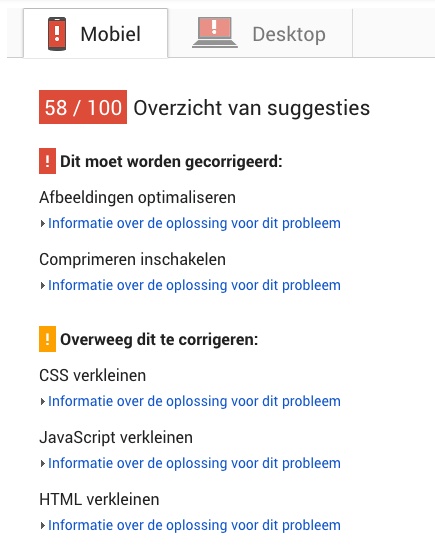 Mobiel
Desktop
58 / 100 Overzicht van suggesties
! Dit moet worden gecorrigeerd:
Afbeeldingen optimaliseren
Informatie over de oplossing voor dit probleem
Comprimeren inschakelen
Informatie over de oplossing voor dit probleem
! Overweeg dit te corrigeren:
CSS verkleinen
Informatie over de oplossing voor dit probleem
JavaScript verkleinen
Informatie over de oplossing voor dit probleem
HTML verkleinen
Informatie over de oplossing voor dit probleem